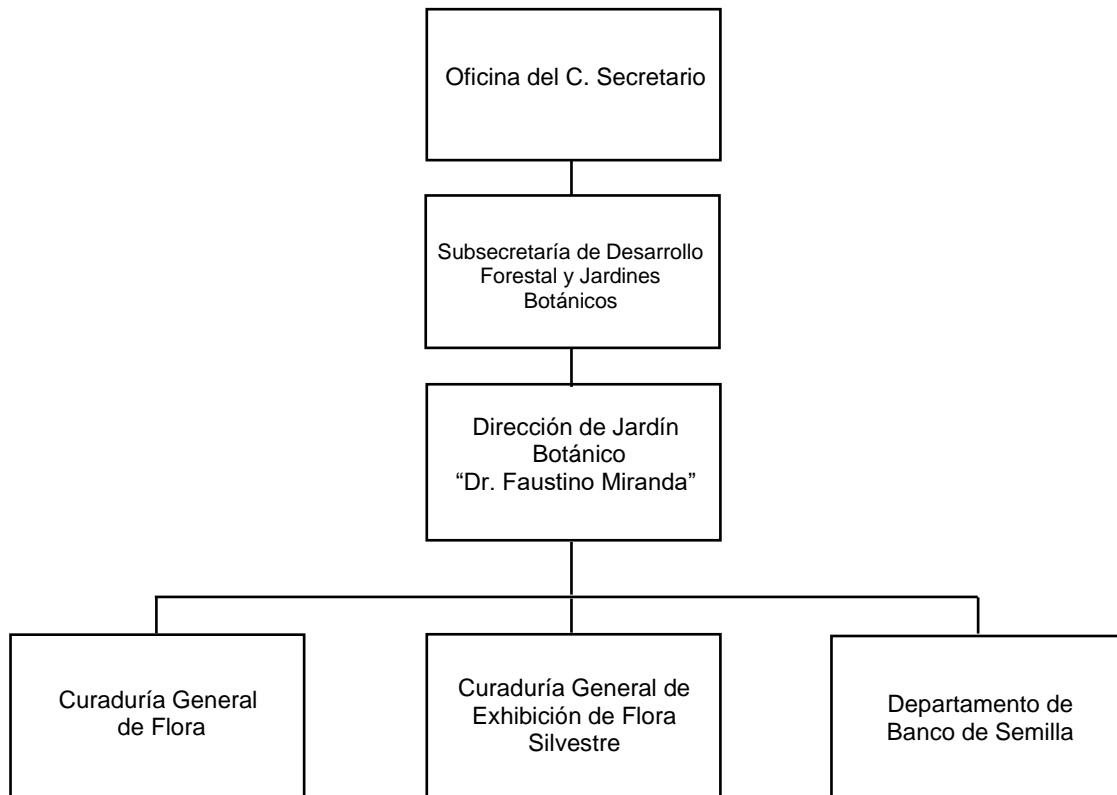 Oficina del C. Secretario
Subsecretaría de Desarrollo
Forestal y Jardines
Botánicos
Dirección de Jardín
Botánico
“Dr. Faustino Miranda”
Curaduría General
de Flora
Curaduría General de
Exhibición de Flora
Silvestre
Departamento de
Banco de Semilla